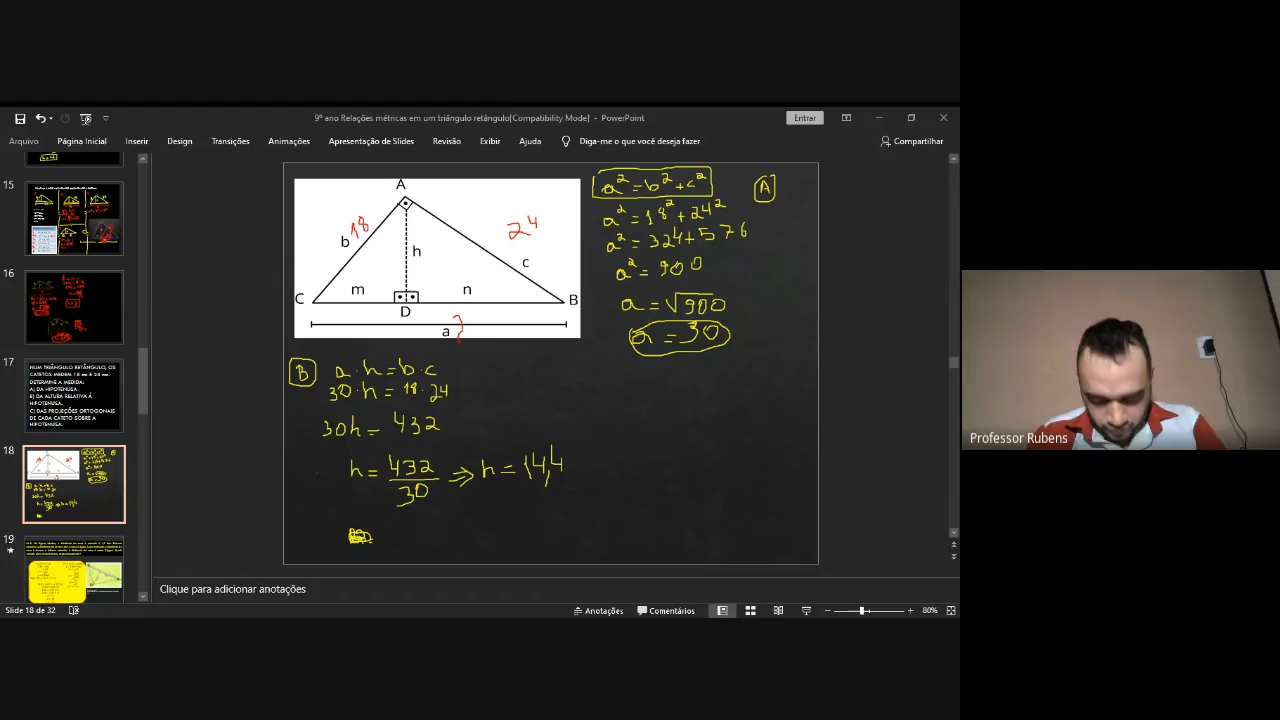 9º ano Relações métricas em um triângulo retângulo[Compatibility Mode] - PowerPoint
Entrar
Arquivo Página Inicial Inserir Design Transições Animações Apresentação de Slides Revisão Exibir Ajuda Diga-me o que você deseja fazer Compartilhar
15
16
17
NUM TRIÂNGULO RETÂNGULO, OS
CATETOS MEDEM 18 cm E 24 cm.
DETERMINE A MEDIDA.
A) DA HIPOTENUSA.
B) DA ALTURA RELATIVA Á
HIPOTENUSA.
C) DAS PROJEÇÕES ORTOGONAIS
DE CADA CATETO SOBRE A
HIPOTENUSA.
18
19
A
18
24
b
h
c
m
n
C
D
B
a
A
a² = b² + c²
a² = 18² + 24²
a² = 324 + 576
a² = 900
a = √900
a = 30
B
a · h = b · c
30 · h = 18 · 24
30h = 432
h = 432/30 ⇒ h = 14,4
Clique para adicionar anotações
Slide 18 de 32
Anotações Comentários 80%
Professor Rubens